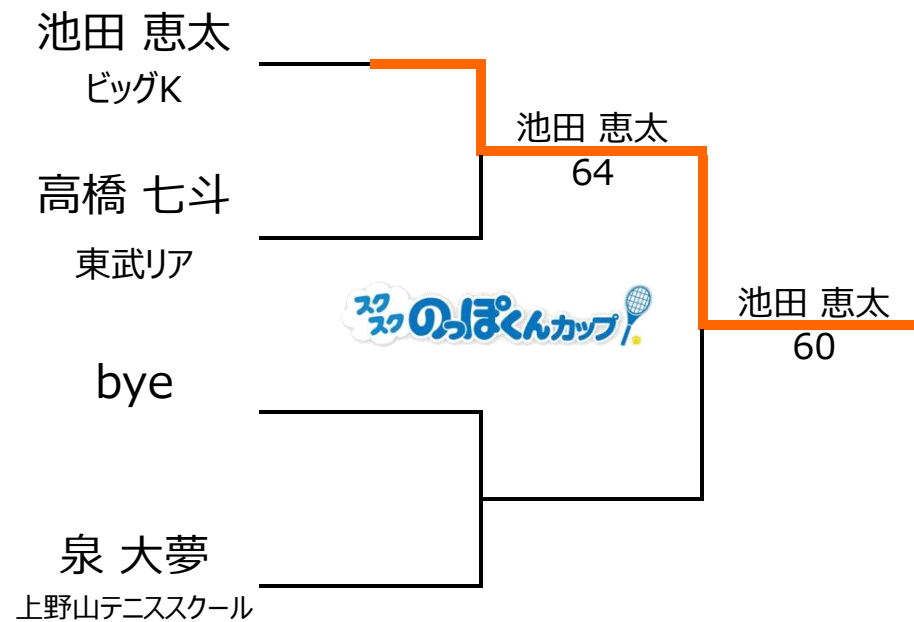 池田 恵太
ビッグK
池田 恵太
64
高橋 七斗
東武リア
スクスクのっぽくんカップ
池田 恵太
60
bye
泉 大夢
上野山テニススクール